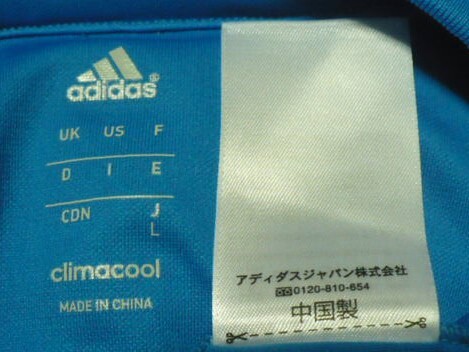 adidas®
UK US F
D I E
CDN J
L
climacool
MADE IN CHINA
アディダスジャパン株式会社
0120-810-654
中国製